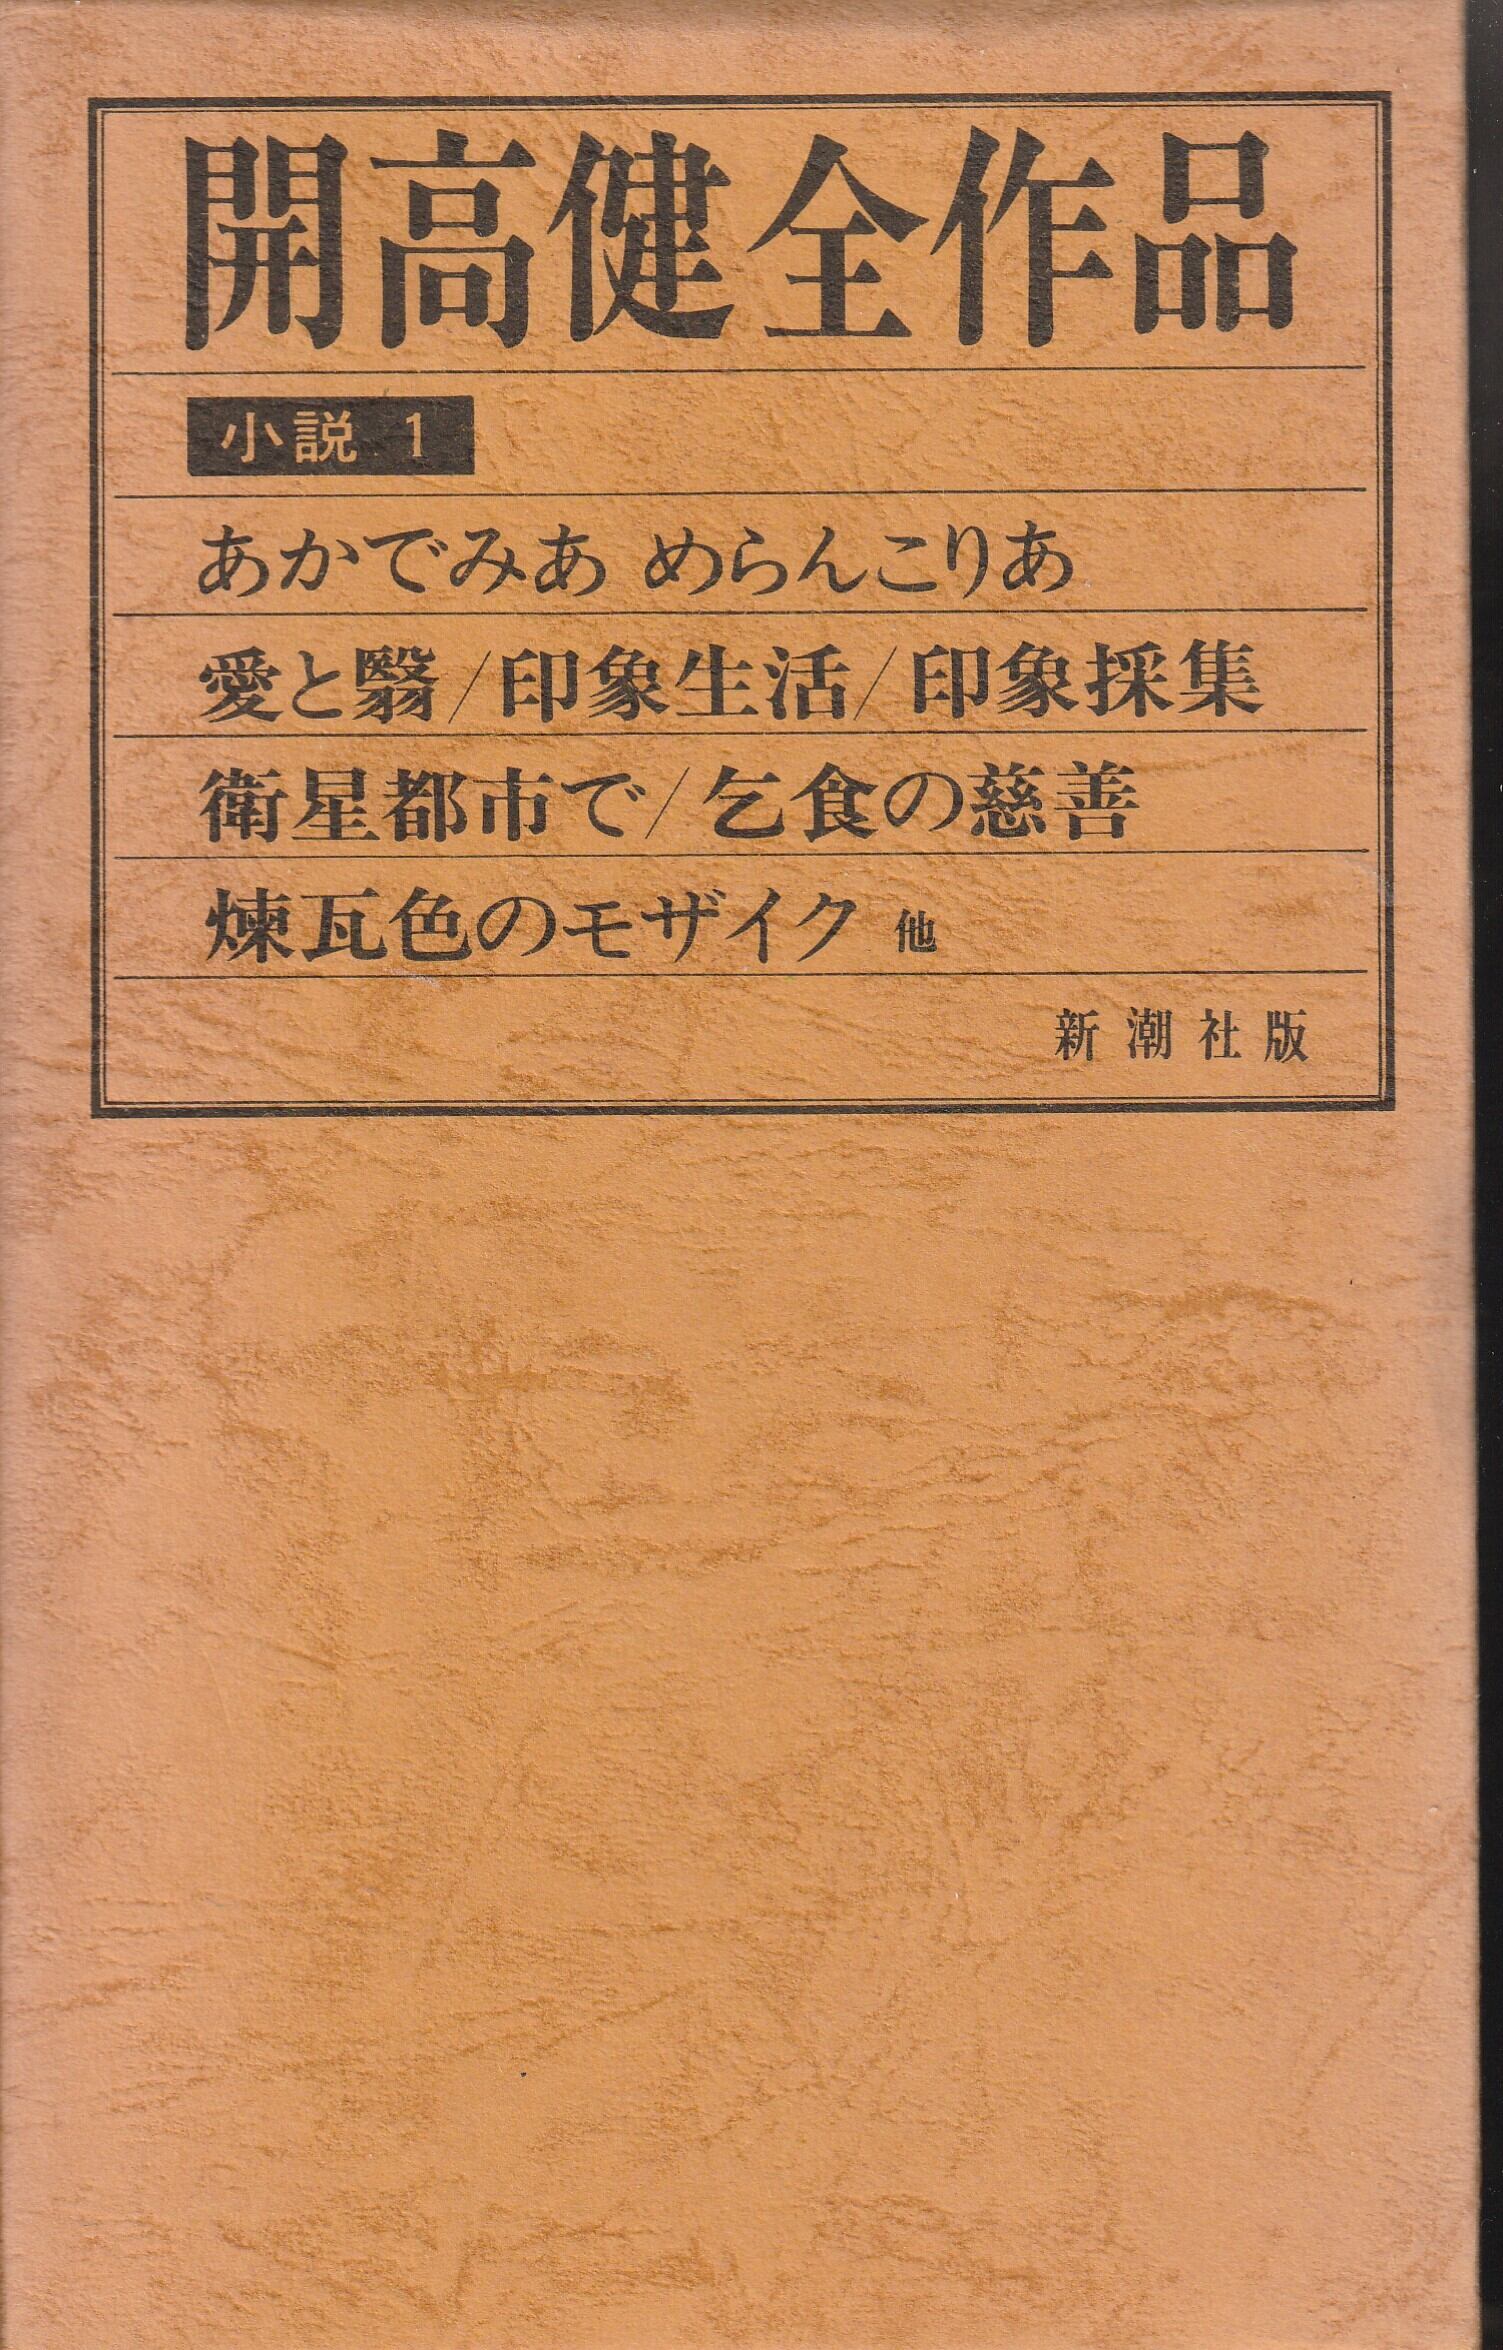 開高健全作品
小説 1
あかでみあ めらんこりあ
愛と翳/印象生活/印象採集
衛星都市で/乞食の慈善
煉瓦色のモザイク 他
新潮社版